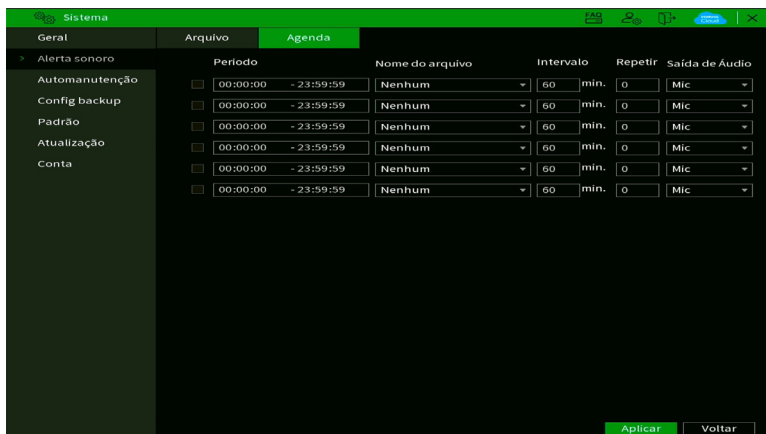 Sistema FAQ
Geral Arquivo Agenda
> Alerta sonoro
Período Nome do arquivo Intervalo Repetir Saída de Áudio
Automanutenção
00:00:00 - 23:59:59 Nenhum 60 min. 0 Mic
Config backup
00:00:00 - 23:59:59 Nenhum 60 min. 0 Mic
Padrão
00:00:00 - 23:59:59 Nenhum 60 min. 0 Mic
Atualização
00:00:00 - 23:59:59 Nenhum 60 min. 0 Mic
Conta
00:00:00 - 23:59:59 Nenhum 60 min. 0 Mic
00:00:00 - 23:59:59 Nenhum 60 min. 0 Mic
Aplicar Voltar